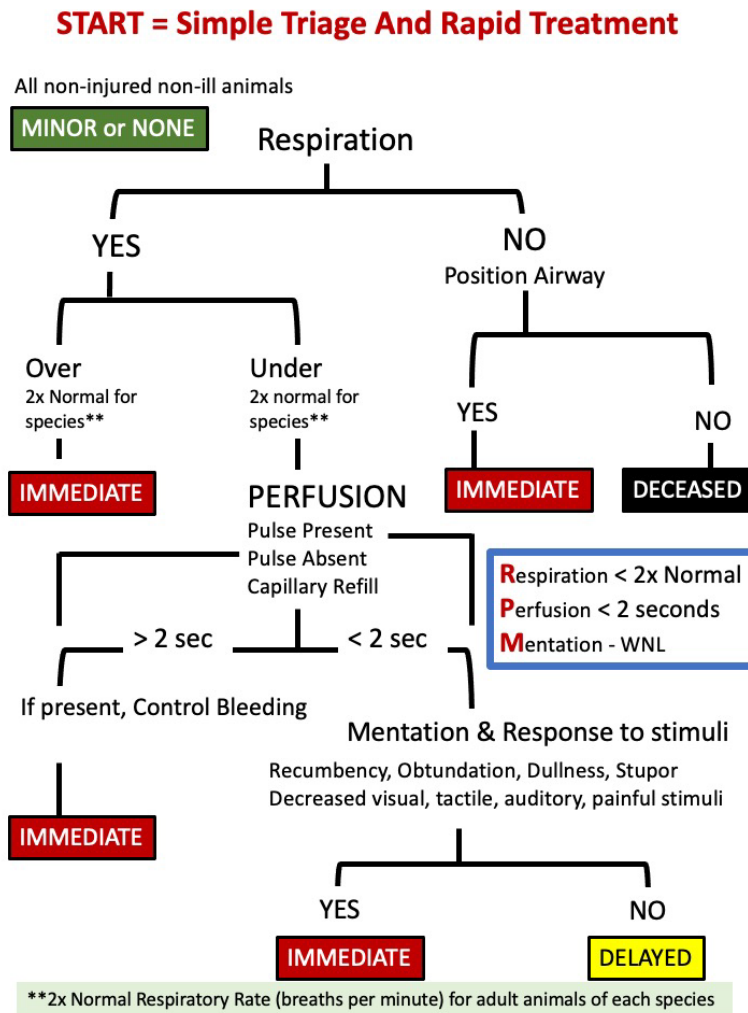 START = Simple Triage And Rapid Treatment
All non-injured non-ill animals
MINOR or NONE
Respiration
YES
NO
Position Airway
Over
2x Normal for
species**
Under
2x normal for
species**
YES
NO
IMMEDIATE
PERFUSION
Pulse Present
Pulse Absent
Capillary Refill
IMMEDIATE
DECEASED
Respiration < 2x Normal
Perfusion < 2 seconds
Mentation - WNL
> 2 sec
< 2 sec
If present, Control Bleeding
IMMEDIATE
Mentation & Response to stimuli
Recumbency, Obtundation, Dullness, Stupor
Decreased visual, tactile, auditory, painful stimuli
YES
NO
IMMEDIATE
DELAYED
**2x Normal Respiratory Rate (breaths per minute) for adult animals of each species